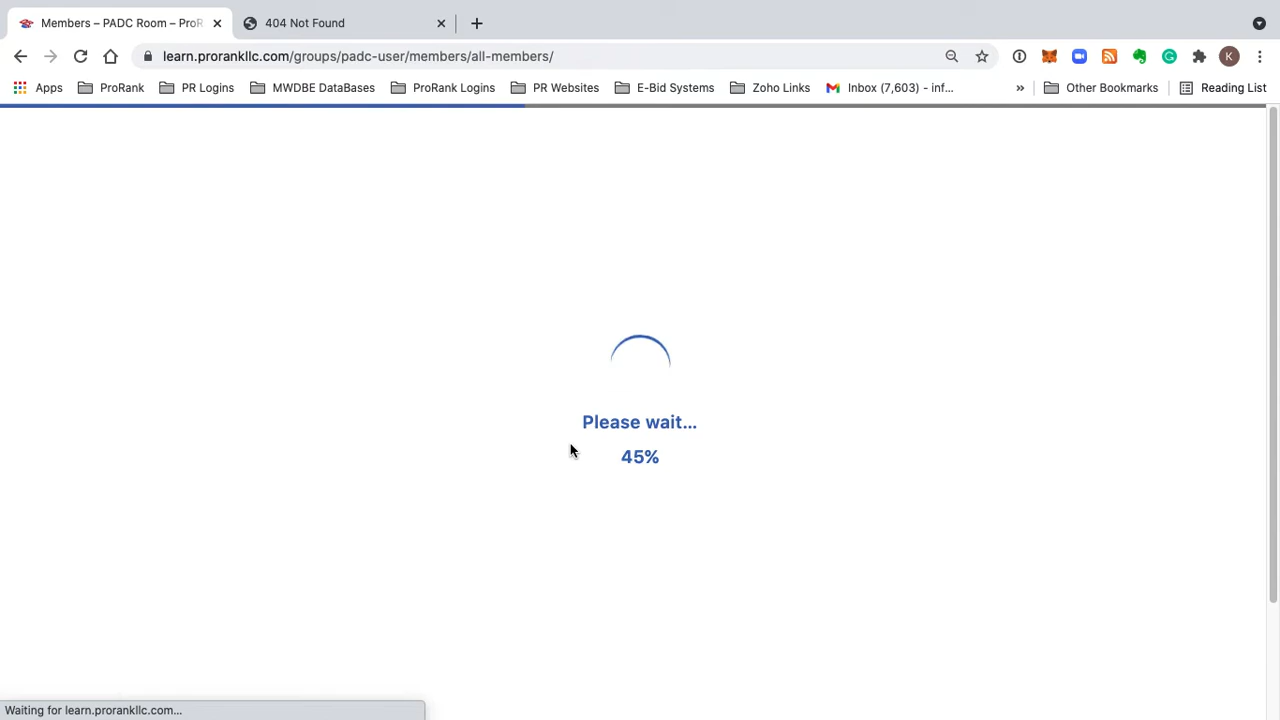 Members – PADC Room – ProR
404 Not Found
learn.prorankllc.com/groups/padc-user/members/all-members/
K
Apps
ProRank
PR Logins
MWDBE DataBases
ProRank Logins
PR Websites
E-Bid Systems
Zoho Links
Inbox (7,603) - inf...
»
Other Bookmarks
Reading List
Please wait...
45%
Waiting for learn.prorankllc.com...